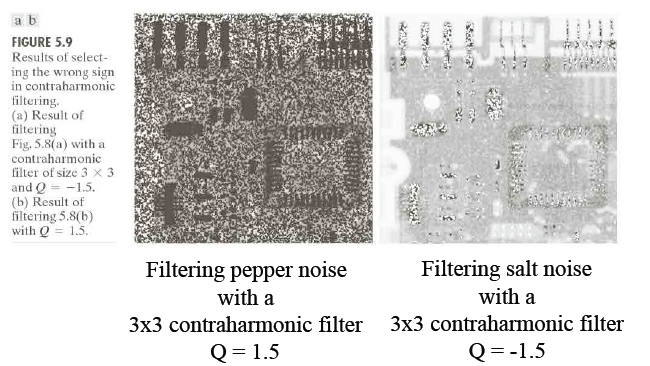 a b
FIGURE 5.9
Results of select-
ing the wrong sign
in contraharmonic
filtering.
(a) Result of
filtering
Fig. 5.8(a) with a
contraharmonic
filter of size 3 × 3
and Q = −1.5.
(b) Result of
filtering 5.8(b)
with Q = 1.5.
Filtering pepper noise
with a
3x3 contraharmonic filter
Q = 1.5
Filtering salt noise
with a
3x3 contraharmonic filter
Q = -1.5